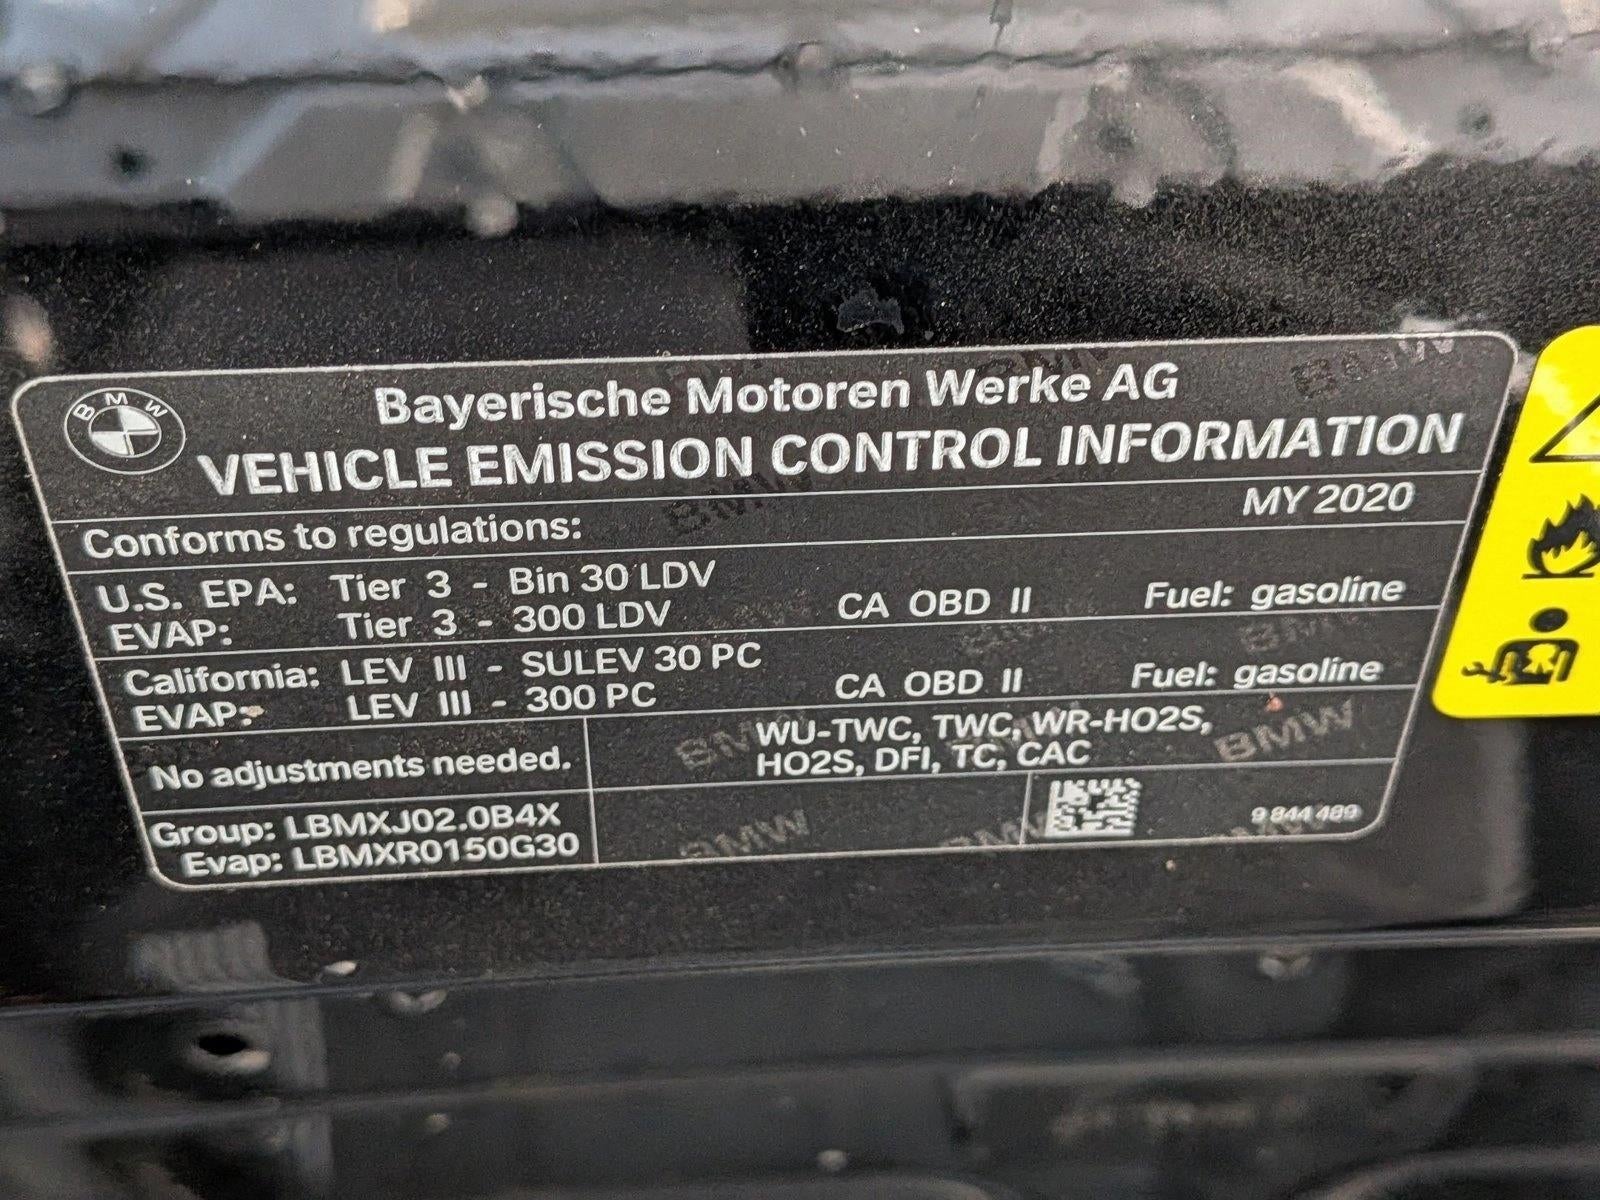 BMW
Bayerische Motoren Werke AG
VEHICLE EMISSION CONTROL INFORMATION
Conforms to regulations: MY 2020
U.S. EPA: Tier 3 - Bin 30 LDV
EVAP: Tier 3 - 300 LDV CA OBD II Fuel: gasoline
California: LEV III - SULEV 30 PC
EVAP: LEV III - 300 PC CA OBD II Fuel: gasoline
No adjustments needed.
WU-TWC, TWC, WR-HO2S,
HO2S, DFI, TC, CAC
Group: LBMXJ02.0B4X
Evap: LBMXR0150G30
9 844 489